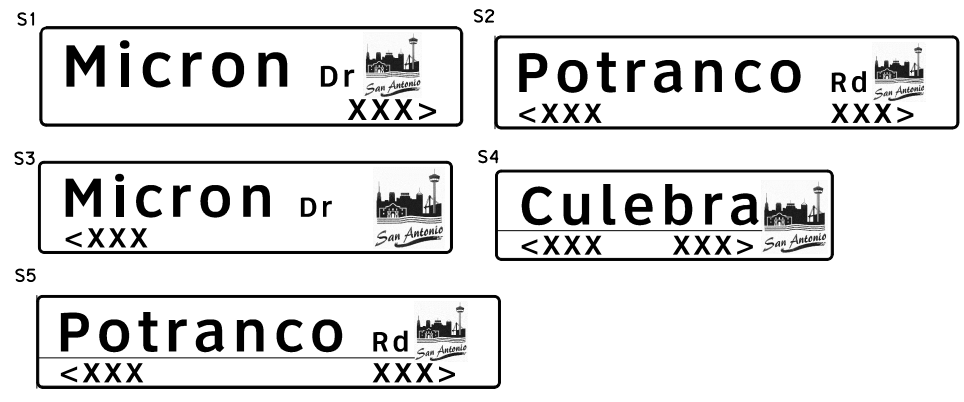 S1
Micron Dr
San Antonio
XXX>
S2
Potranco Rd
San Antonio
<XXX XXX>
S3
Micron Dr
San Antonio
<XXX
S4
Culebra
San Antonio
<XXX XXX>
S5
Potranco Rd
San Antonio
<XXX XXX>